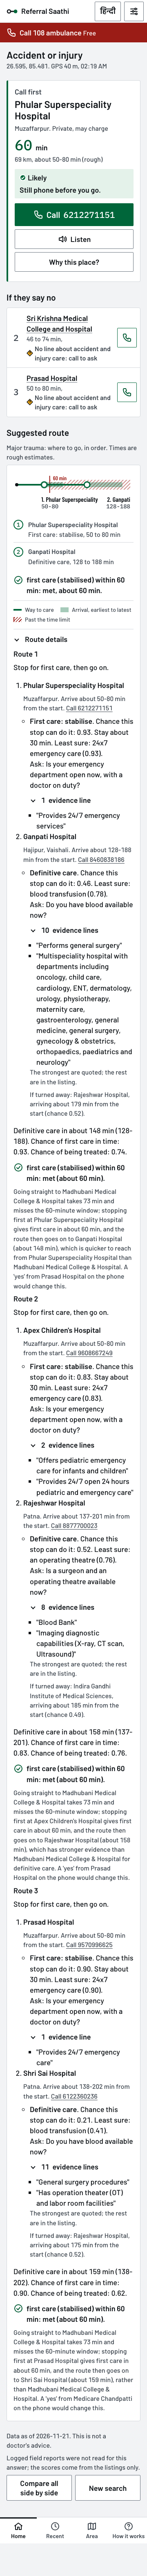 Referral Saathi
हिन्दी
Call 108 ambulance Free
Accident or injury
26.595, 85.481. GPS 40 m, 02:19 AM
Call first
Phular Superspeciality
Hospital
Muzaffarpur. Private, may charge
60 min
69 km, about 50-80 min (rough)
Likely
Still phone before you go.
Call 6212271151
Listen
Why this place?
If they say no
2
Sri Krishna Medical
College and Hospital
46 to 74 min,
No line about accident and
injury care: call to ask
3
Prasad Hospital
50 to 80 min,
No line about accident and
injury care: call to ask
Suggested route
Major trauma: where to go, in order. Times are
rough estimates.
60 min
1. Phular Superspeciality
50-80
2. Ganpati
128-188
1
Phular Superspeciality Hospital
First care: stabilise, 50 to 80 min
2
Ganpati Hospital
Definitive care, 128 to 188 min
first care (stabilised) within 60
min: met, about 60 min.
Way to care
Arrival, earliest to latest
Past the time limit
Route details
Route 1
Stop for first care, then go on.
1. Phular Superspeciality Hospital
Muzaffarpur. Arrive about 50-80 min
from the start. Call 6212271151
First care: stabilise. Chance this
stop can do it: 0.93. Stay about
30 min. Least sure: 24x7
emergency care (0.93).
Ask: Is your emergency
department open now, with a
doctor on duty?
1 evidence line
"Provides 24/7 emergency
services"
2. Ganpati Hospital
Hajipur, Vaishali. Arrive about 128-188
min from the start. Call 8460838186
Definitive care. Chance this
stop can do it: 0.46. Least sure:
blood transfusion (0.78).
Ask: Do you have blood available
now?
10 evidence lines
"Performs general surgery"
"Multispeciality hospital with
departments including
oncology, child care,
cardiology, ENT, dermatology,
urology, physiotherapy,
maternity care,
gastroenterology, general
medicine, general surgery,
gynecology & obstetrics,
orthopaedics, paediatrics and
neurology"
The strongest are quoted; the rest
are in the listing.
If turned away: Rajeshwar Hospital,
arriving about 179 min from the
start (chance 0.52).
Definitive care in about 148 min (128-
188). Chance of first care in time:
0.93. Chance of being treated: 0.74.
first care (stabilised) within 60
min: met (about 60 min).
Going straight to Madhubani Medical
College & Hospital takes 73 min and
misses the 60-minute window; stopping
first at Phular Superspeciality Hospital
gives first care in about 60 min, and the
route then goes on to Ganpati Hospital
(about 148 min), which is quicker to reach
from Phular Superspeciality Hospital than
Madhubani Medical College & Hospital. A
'yes' from Prasad Hospital on the phone
would change this.
Route 2
Stop for first care, then go on.
1. Apex Children's Hospital
Muzaffarpur. Arrive about 50-80 min
from the start. Call 9608667249
First care: stabilise. Chance this
stop can do it: 0.83. Stay about
30 min. Least sure: 24x7
emergency care (0.83).
Ask: Is your emergency
department open now, with a
doctor on duty?
2 evidence lines
"Offers pediatric emergency
care for infants and children"
"Provides 24/7 open 24 hours
pediatric and emergency care"
2. Rajeshwar Hospital
Patna. Arrive about 137-201 min from
the start. Call 8877700023
Definitive care. Chance this
stop can do it: 0.52. Least sure:
an operating theatre (0.76).
Ask: Is a surgeon and an
operating theatre available
now?
8 evidence lines
"Blood Bank"
"Imaging diagnostic
capabilities (X-ray, CT scan,
Ultrasound)"
The strongest are quoted; the rest
are in the listing.
If turned away: Indira Gandhi
Institute of Medical Sciences,
arriving about 185 min from the
start (chance 0.49).
Definitive care in about 158 min (137-
201). Chance of first care in time:
0.83. Chance of being treated: 0.76.
first care (stabilised) within 60
min: met (about 60 min).
Going straight to Madhubani Medical
College & Hospital takes 73 min and
misses the 60-minute window; stopping
first at Apex Children's Hospital gives first
care in about 60 min, and the route then
goes on to Rajeshwar Hospital (about 158
min), which has stronger evidence than
Madhubani Medical College & Hospital for
definitive care. A 'yes' from Prasad
Hospital on the phone would change this.
Route 3
Stop for first care, then go on.
1. Prasad Hospital
Muzaffarpur. Arrive about 50-80 min
from the start. Call 9570996625
First care: stabilise. Chance this
stop can do it: 0.90. Stay about
30 min. Least sure: 24x7
emergency care (0.90).
Ask: Is your emergency
department open now, with a
doctor on duty?
1 evidence line
"Provides 24/7 emergency
care"
2. Shri Sai Hospital
Patna. Arrive about 138-202 min from
the start. Call 6122360236
Definitive care. Chance this
stop can do it: 0.21. Least sure:
blood transfusion (0.41).
Ask: Do you have blood available
now?
11 evidence lines
"General surgery procedures"
"Has operation theater (OT)
and labor room facilities"
The strongest are quoted; the rest
are in the listing.
If turned away: Rajeshwar Hospital,
arriving about 175 min from the
start (chance 0.52).
Definitive care in about 159 min (138-
202). Chance of first care in time:
0.90. Chance of being treated: 0.62.
first care (stabilised) within 60
min: met (about 60 min).
Going straight to Madhubani Medical
College & Hospital takes 73 min and
misses the 60-minute window; stopping
first at Prasad Hospital gives first care in
about 60 min, and the route then goes on
to Shri Sai Hospital (about 159 min), rather
than Madhubani Medical College &
Hospital. A 'yes' from Medicare Chandpatti
on the phone would change this.
Data as of 2026-11-21. This is not a
doctor's advice.
Logged field reports were not read for this
answer; the scores come from the listings only.
Compare all
side by side
New search
Home
Recent
Area
How it works